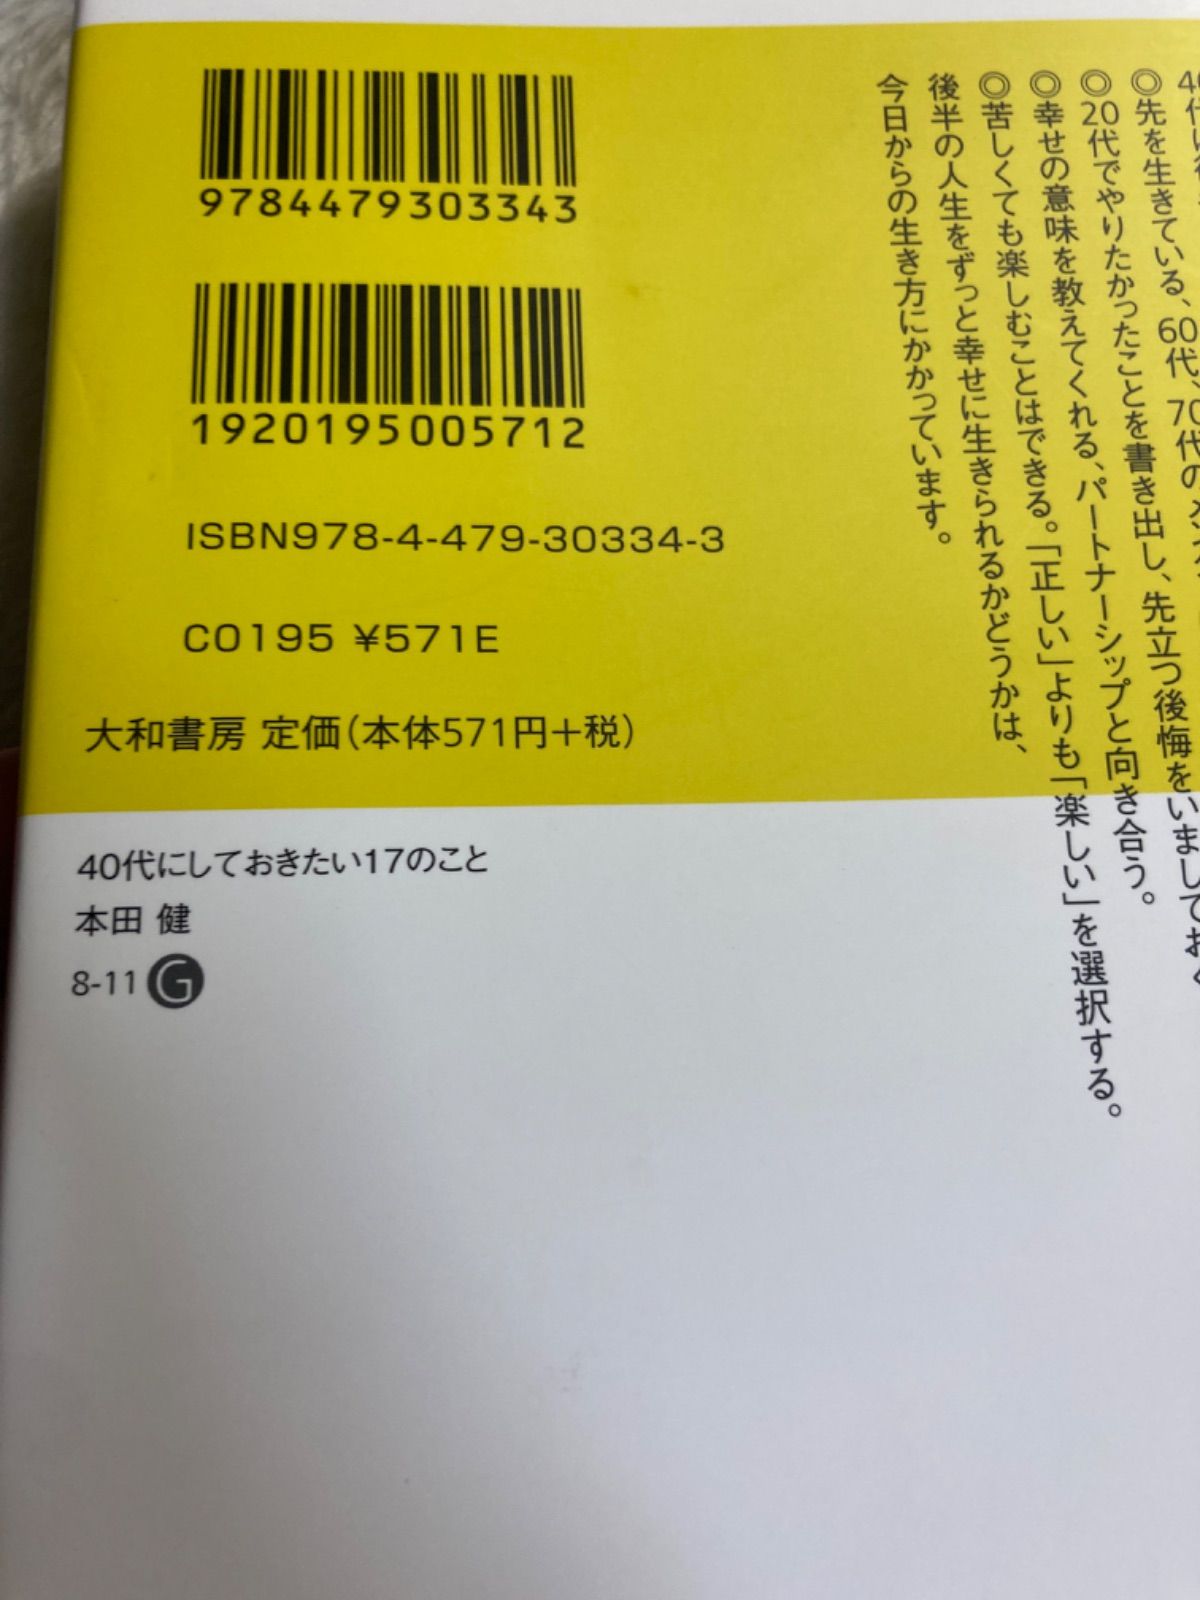 9784479303343
1920195005712
ISBN978-4-479-30334-3
C0195 ¥571E
大和書房 定価(本体571円+税)
40代にしておきたい17のこと
本田 健
8-11 G
◎先を生きている、60代、70代の
◎20代でやりたかったことを書き出し、先立つ後悔をいましておく
◎幸せの意味を教えてくれる、パートナーシップと向き合う。
◎苦しくても楽しむことはできる。「正しい」よりも「楽しい」を選択する。
後半の人生をずっと幸せに生きられるかどうかは、
今日からの生き方にかかっています。